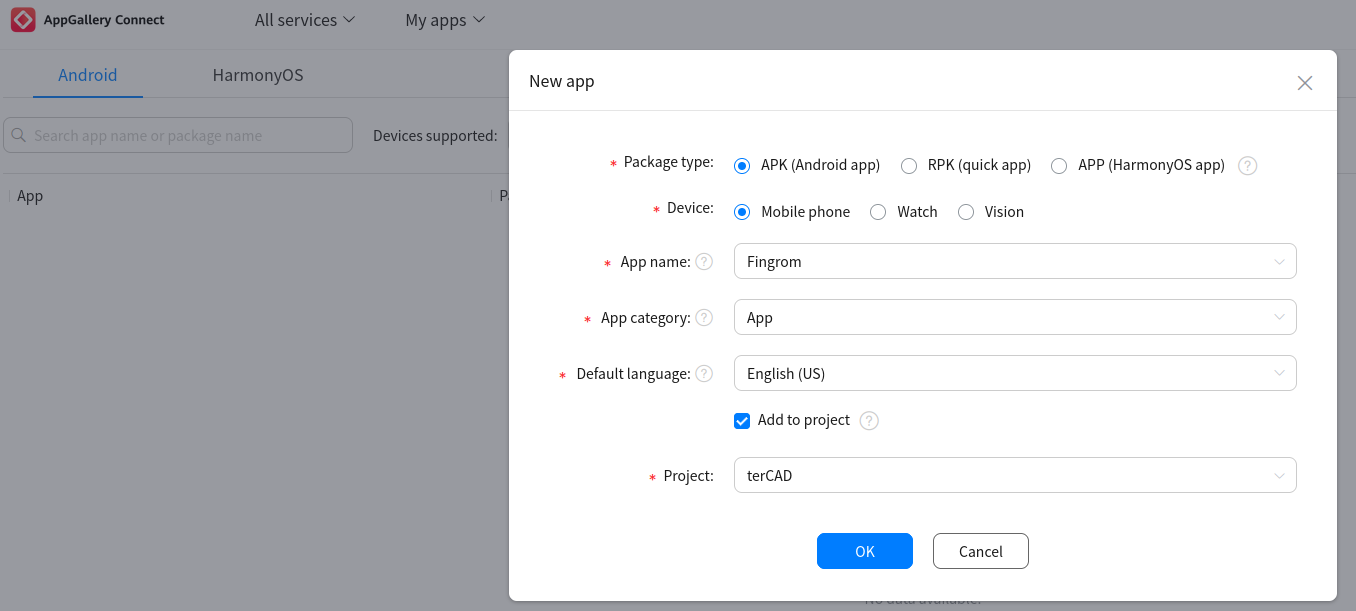 AppGallery Connect
All services
My apps
Android
HarmonyOS
Search app name or package name
Devices supported:
App
New app
* Package type:
APK (Android app)
RPK (quick app)
APP (HarmonyOS app)
?
* Device:
Mobile phone
Watch
Vision
* App name: ?
Fingrom
* App category: ?
App
* Default language: ?
English (US)
Add to project ?
* Project:
terCAD
OK
Cancel
No data available.